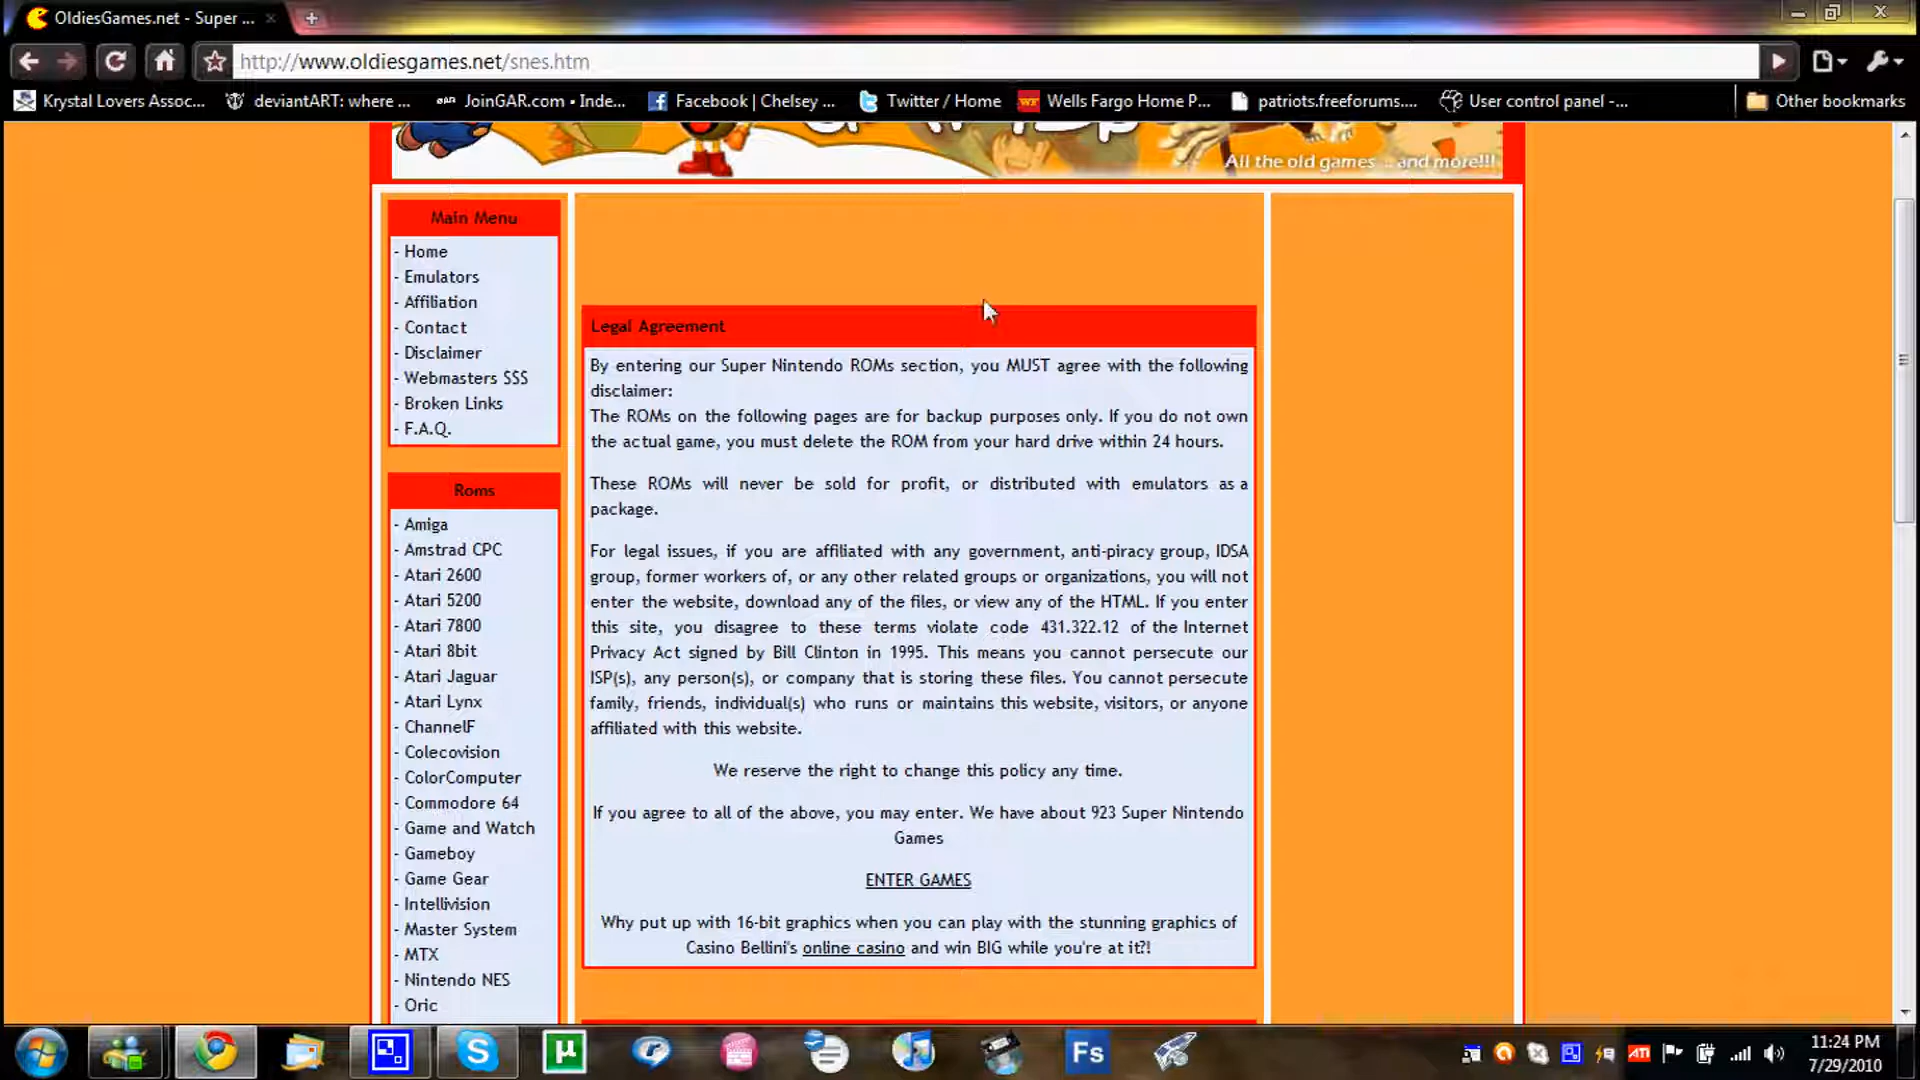 OldiesGames.net - Super ...
http://www.oldiesgames.net/snes.htm
Krystal Lovers Assoc... deviantART: where ... JoinGAR.com • Inde... Facebook | Chelsey ... Twitter / Home Wells Fargo Home P... patriots.freeforums.... User control panel -... Other bookmarks
All the old games ... and more!!!
Main Menu
- Home
- Emulators
- Affiliation
- Contact
- Disclaimer
- Webmasters $$$
- Broken Links
- F.A.Q.
Roms
- Amiga
- Amstrad CPC
- Atari 2600
- Atari 5200
- Atari 7800
- Atari 8bit
- Atari Jaguar
- Atari Lynx
- ChannelF
- Colecovision
- ColorComputer
- Commodore 64
- Game and Watch
- Gameboy
- Game Gear
- Intellivision
- Master System
- MTX
- Nintendo NES
- Oric
Legal Agreement
By entering our Super Nintendo ROMs section, you MUST agree with the following
disclaimer:
The ROMs on the following pages are for backup purposes only. If you do not own
the actual game, you must delete the ROM from your hard drive within 24 hours.
These ROMs will never be sold for profit, or distributed with emulators as a
package.
For legal issues, if you are affiliated with any government, anti-piracy group, IDSA
group, former workers of, or any other related groups or organizations, you will not
enter the website, download any of the files, or view any of the HTML. If you enter
this site, you disagree to these terms violate code 431.322.12 of the Internet
Privacy Act signed by Bill Clinton in 1995. This means you cannot persecute our
ISP(s), any person(s), or company that is storing these files. You cannot persecute
family, friends, individual(s) who runs or maintains this website, visitors, or anyone
affiliated with this website.
We reserve the right to change this policy any time.
If you agree to all of the above, you may enter. We have about 923 Super Nintendo
Games
ENTER GAMES
Why put up with 16-bit graphics when you can play with the stunning graphics of
Casino Bellini's online casino and win BIG while you're at it?!
Fs
ATI
11:24 PM
7/29/2010